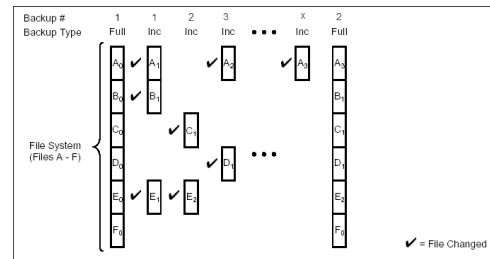 Backup # 1 1 2 3 x 2
Backup Type Full Inc Inc Inc ••• Inc Full
A₀ ✔ A₁ ✔ A₂ ✔ A₃ A₃
B₀ ✔ B₁ B₁
C₀ ✔ C₁ C₁
File System
(Files A - F)
D₀ ✔ D₁ ••• D₁
E₀ ✔ E₁ ✔ E₂ E₂
F₀ F₀
✔ = File Changed